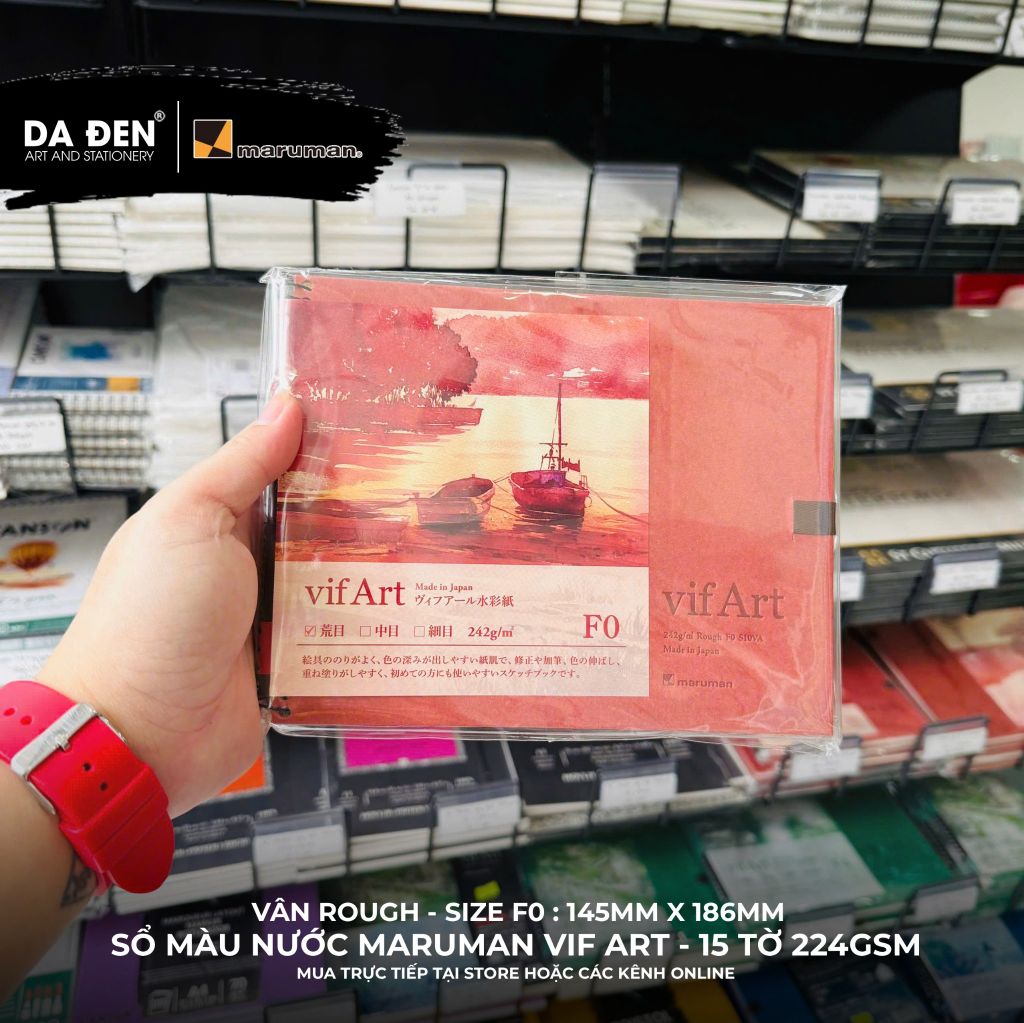 DA ĐEN®
ART AND STATIONERY
maruman®
CANSON
vifArt
Made in Japan
ヴィフアール水彩紙
☑ 荒目 ☐ 中目 ☐ 細目 242g/㎡
F0
絵具ののりがよく、色の深みが出しやすい紙肌で、修正や加筆、色の伸ばし、
重ね塗りがしやすく、初めての方にも使いやすいスケッチブックです。
vifArt
242g/㎡ Rough F0 S10VA
Made in Japan
maruman
VÂN ROUGH - SIZE F0 : 145MM X 186MM
SỔ MÀU NƯỚC MARUMAN VIF ART - 15 TỜ 224GSM
MUA TRỰC TIẾP TẠI STORE HOẶC CÁC KÊNH ONLINE